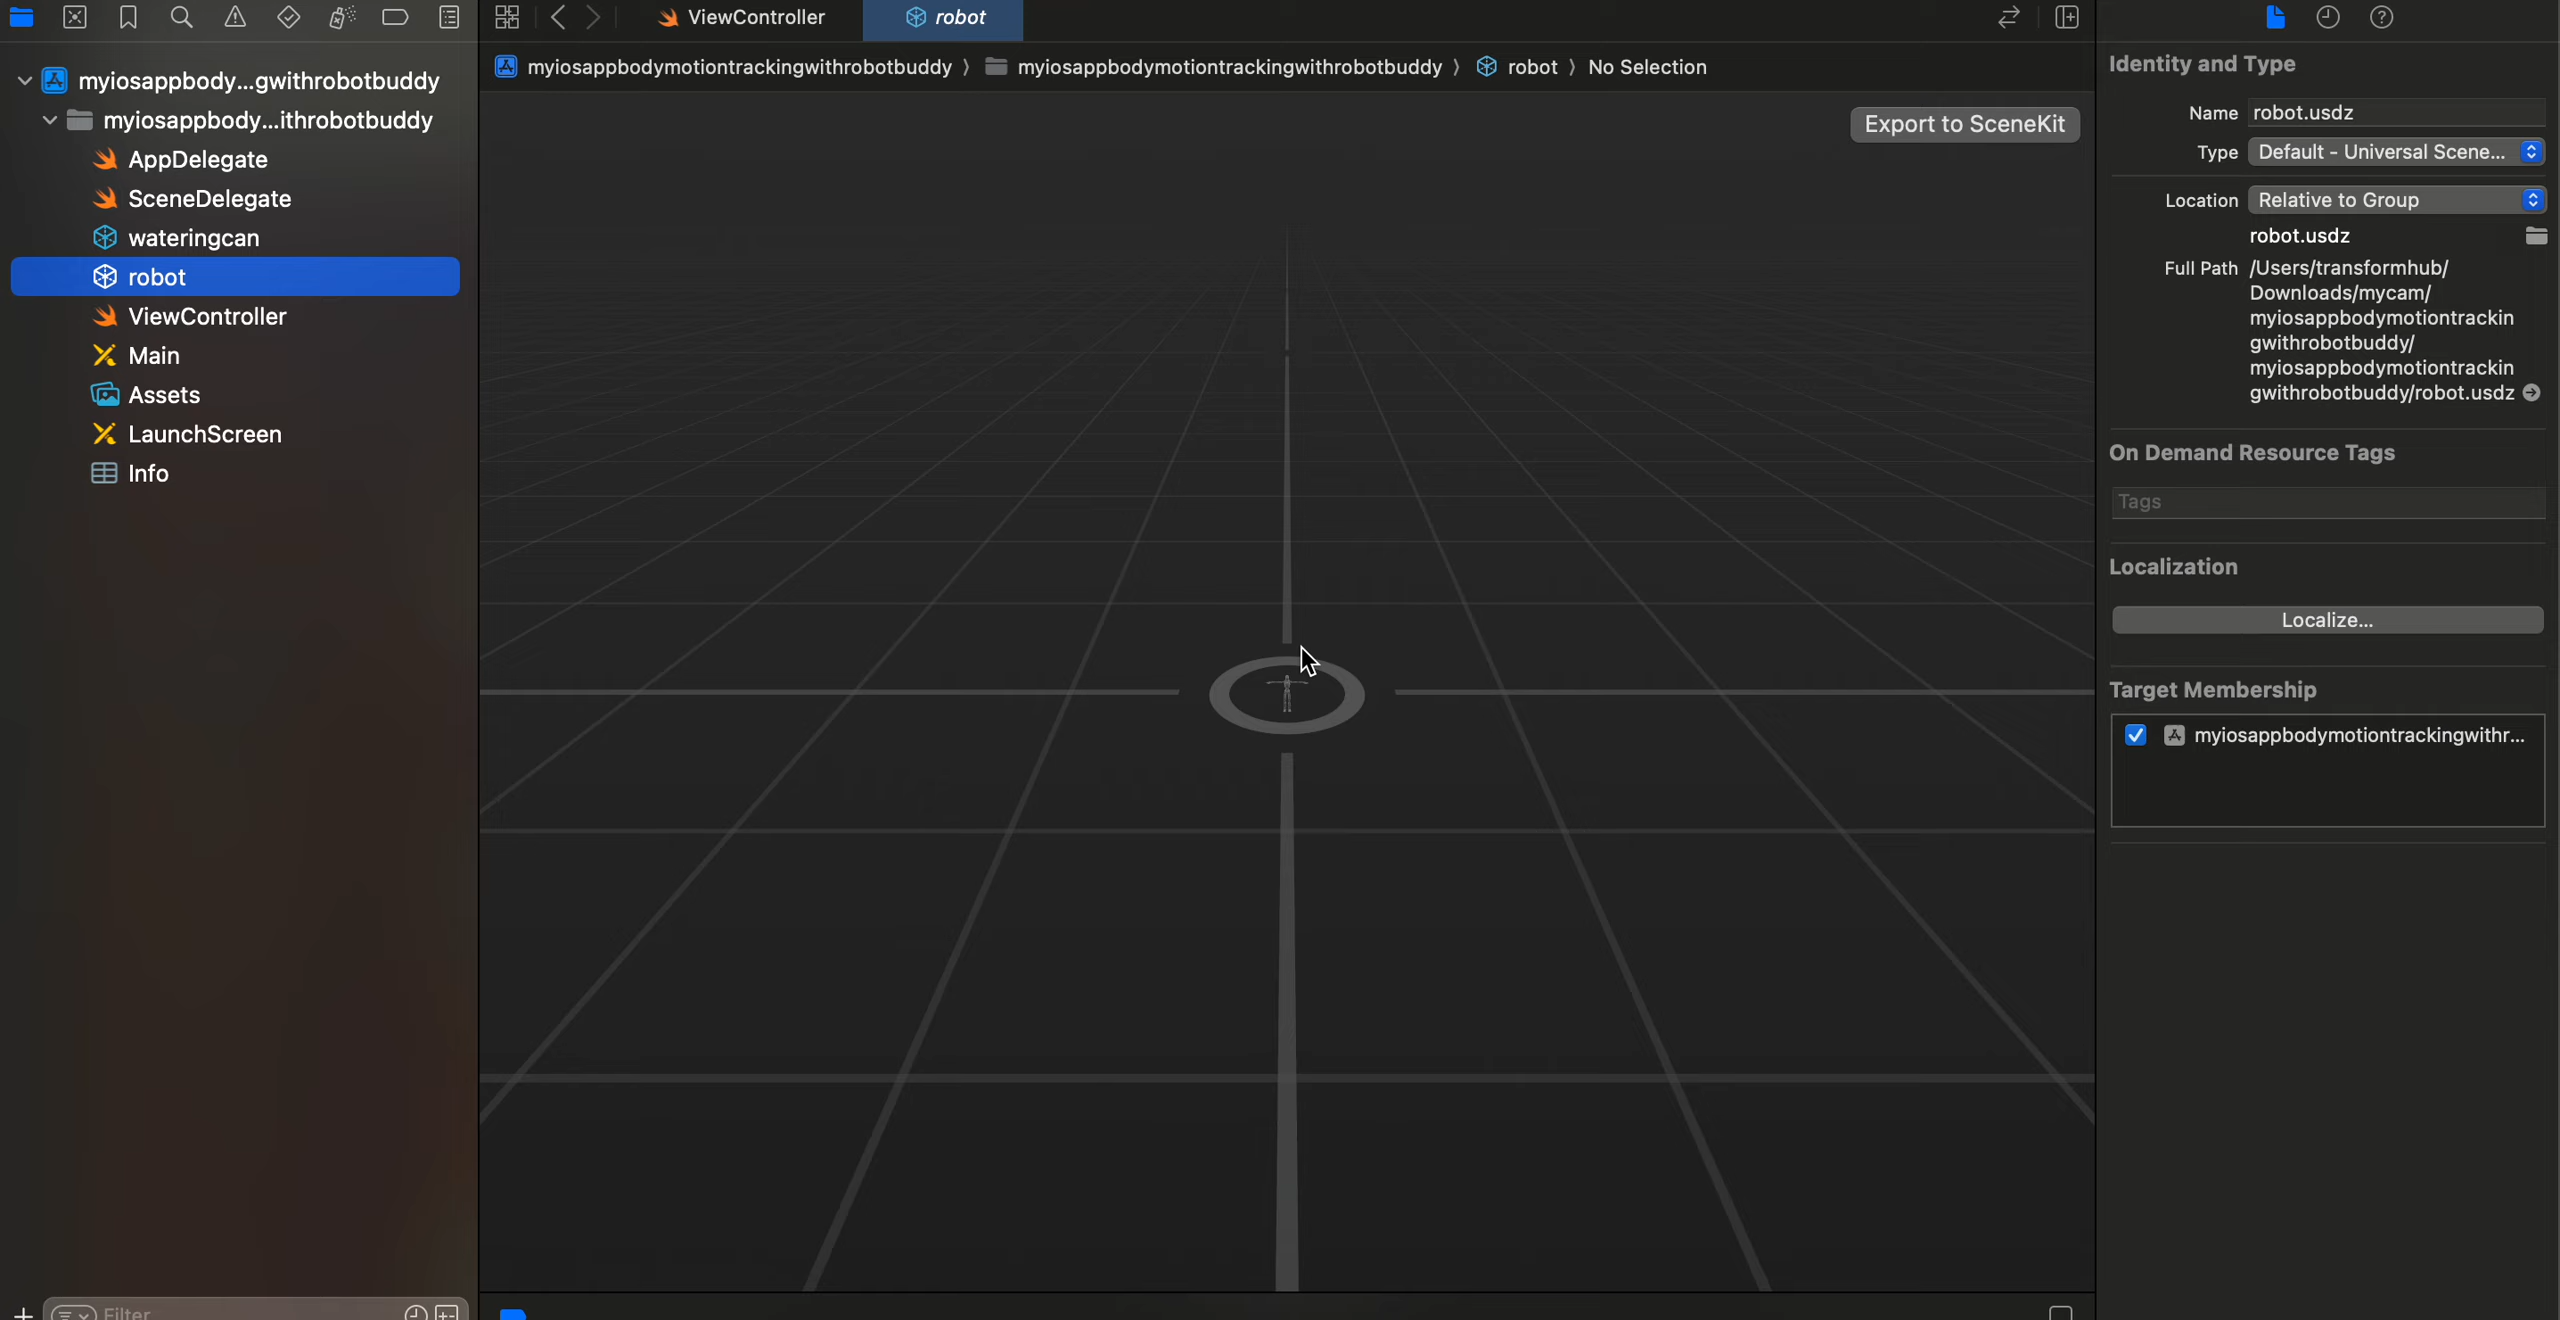 ViewController
robot
myiosappbodymotiontrackingwithrobotbuddy 〉 myiosappbodymotiontrackingwithrobotbuddy 〉 robot 〉 No Selection
myiosappbody...gwithrobotbuddy
myiosappbody...ithrobotbuddy
AppDelegate
SceneDelegate
wateringcan
robot
ViewController
Main
Assets
LaunchScreen
Info
Filter
Export to SceneKit
Identity and Type
Name robot.usdz
Type Default - Universal Scene...
Location Relative to Group
robot.usdz
Full Path /Users/transformhub/
Downloads/mycam/
myiosappbodymotiontrackin
gwithrobotbuddy/
myiosappbodymotiontrackin
gwithrobotbuddy/robot.usdz
On Demand Resource Tags
Tags
Localization
Localize...
Target Membership
myiosappbodymotiontrackingwithr...